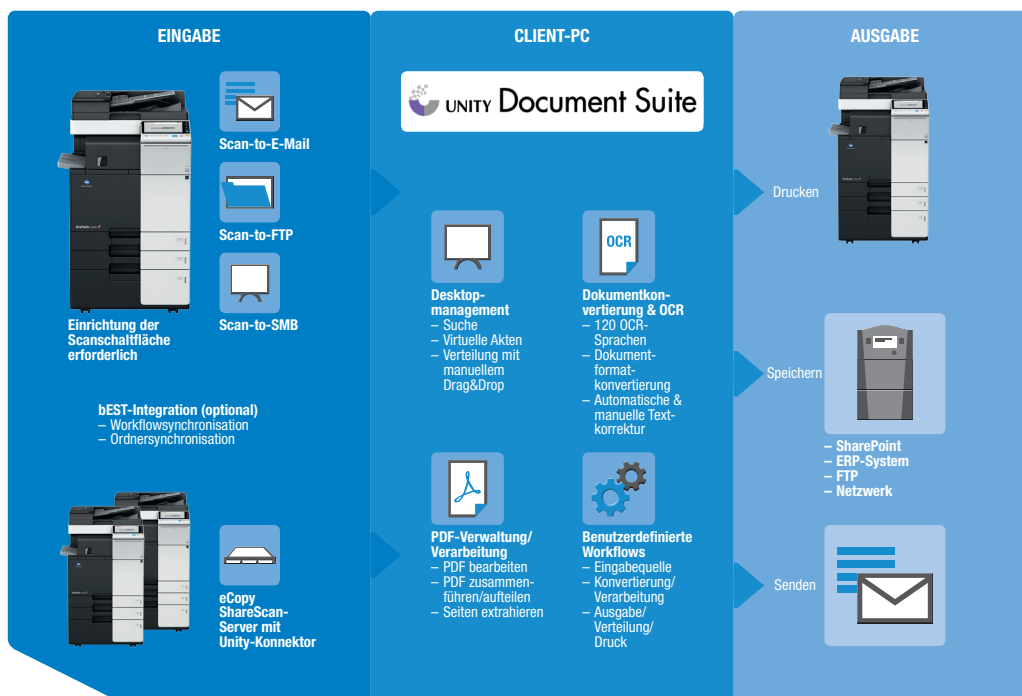 EINGABE
Scan-to-E-Mail
Scan-to-FTP
Scan-to-SMB
Einrichtung der
Scanschaltfläche
erforderlich
bEST-Integration (optional)
– Workflowsynchronisation
– Ordnersynchronisation
eCopy
ShareScan-
Server mit
Unity-Konnektor
CLIENT-PC
UNITY Document Suite
Desktop-
management
– Suche
– Virtuelle Akten
– Verteilung mit
manuellem
Drag&Drop
OCR
Dokumentkon-
vertierung & OCR
– 120 OCR-
Sprachen
– Dokument-
format-
konvertierung
– Automatische &
manuelle Text-
korrektur
PDF-Verwaltung/
Verarbeitung
– PDF bearbeiten
– PDF zusammen-
führen/aufteilen
– Seiten extrahieren
Benutzerdefinierte
Workflows
– Eingabequelle
– Konvertierung/
Verarbeitung
– Ausgabe/
Verteilung/
Druck
AUSGABE
Drucken
Speichern
– SharePoint
– ERP-System
– FTP
– Netzwerk
Senden